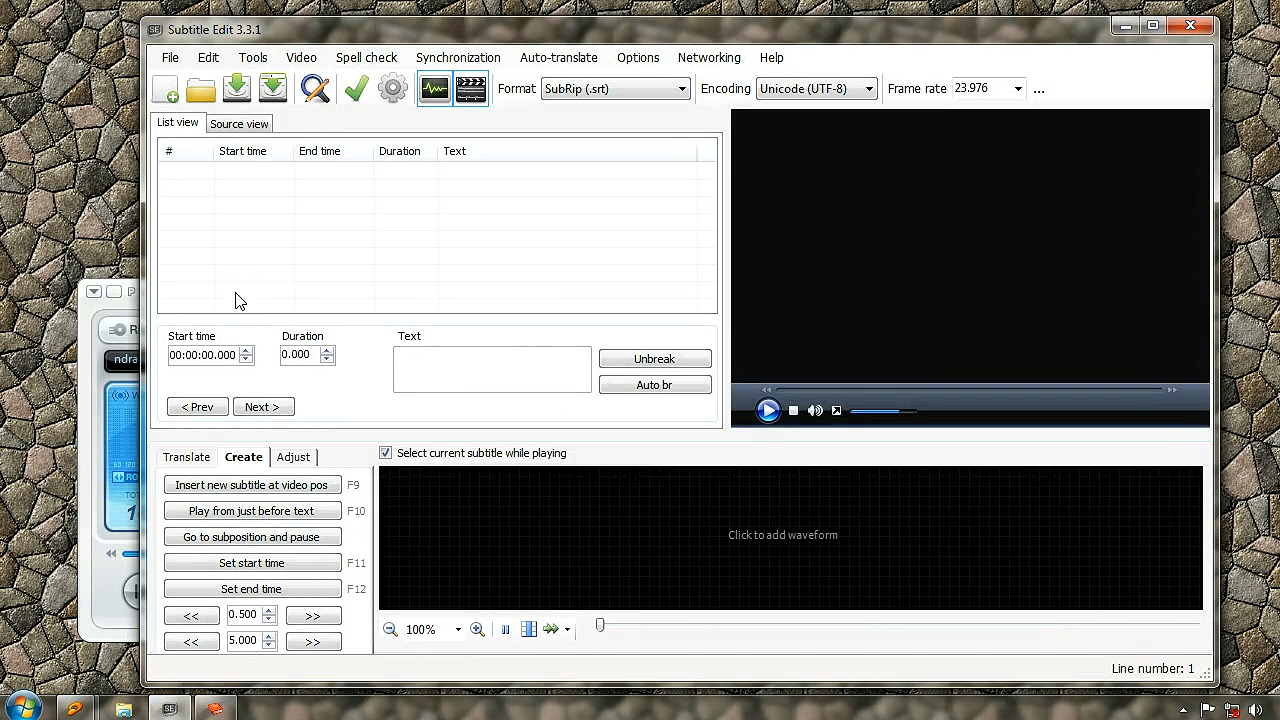 SE Subtitle Edit 3.3.1
File Edit Tools Video Spell check Synchronization Auto-translate Options Networking Help
Format SubRip (.srt) Encoding Unicode (UTF-8) Frame rate 23.976 ...
List view Source view
# Start time End time Duration Text
Start time Duration Text
00:00:00.000 0.000 Unbreak
Auto br
< Prev Next >
Translate Create Adjust Select current subtitle while playing
Insert new subtitle at video pos F9
Play from just before text F10
Go to subposition and pause
Click to add waveform
Set start time F11
Set end time F12
<< 0.500 >>
100%
<< 5.000 >>
Line number: 1
P
R
ndra
SE